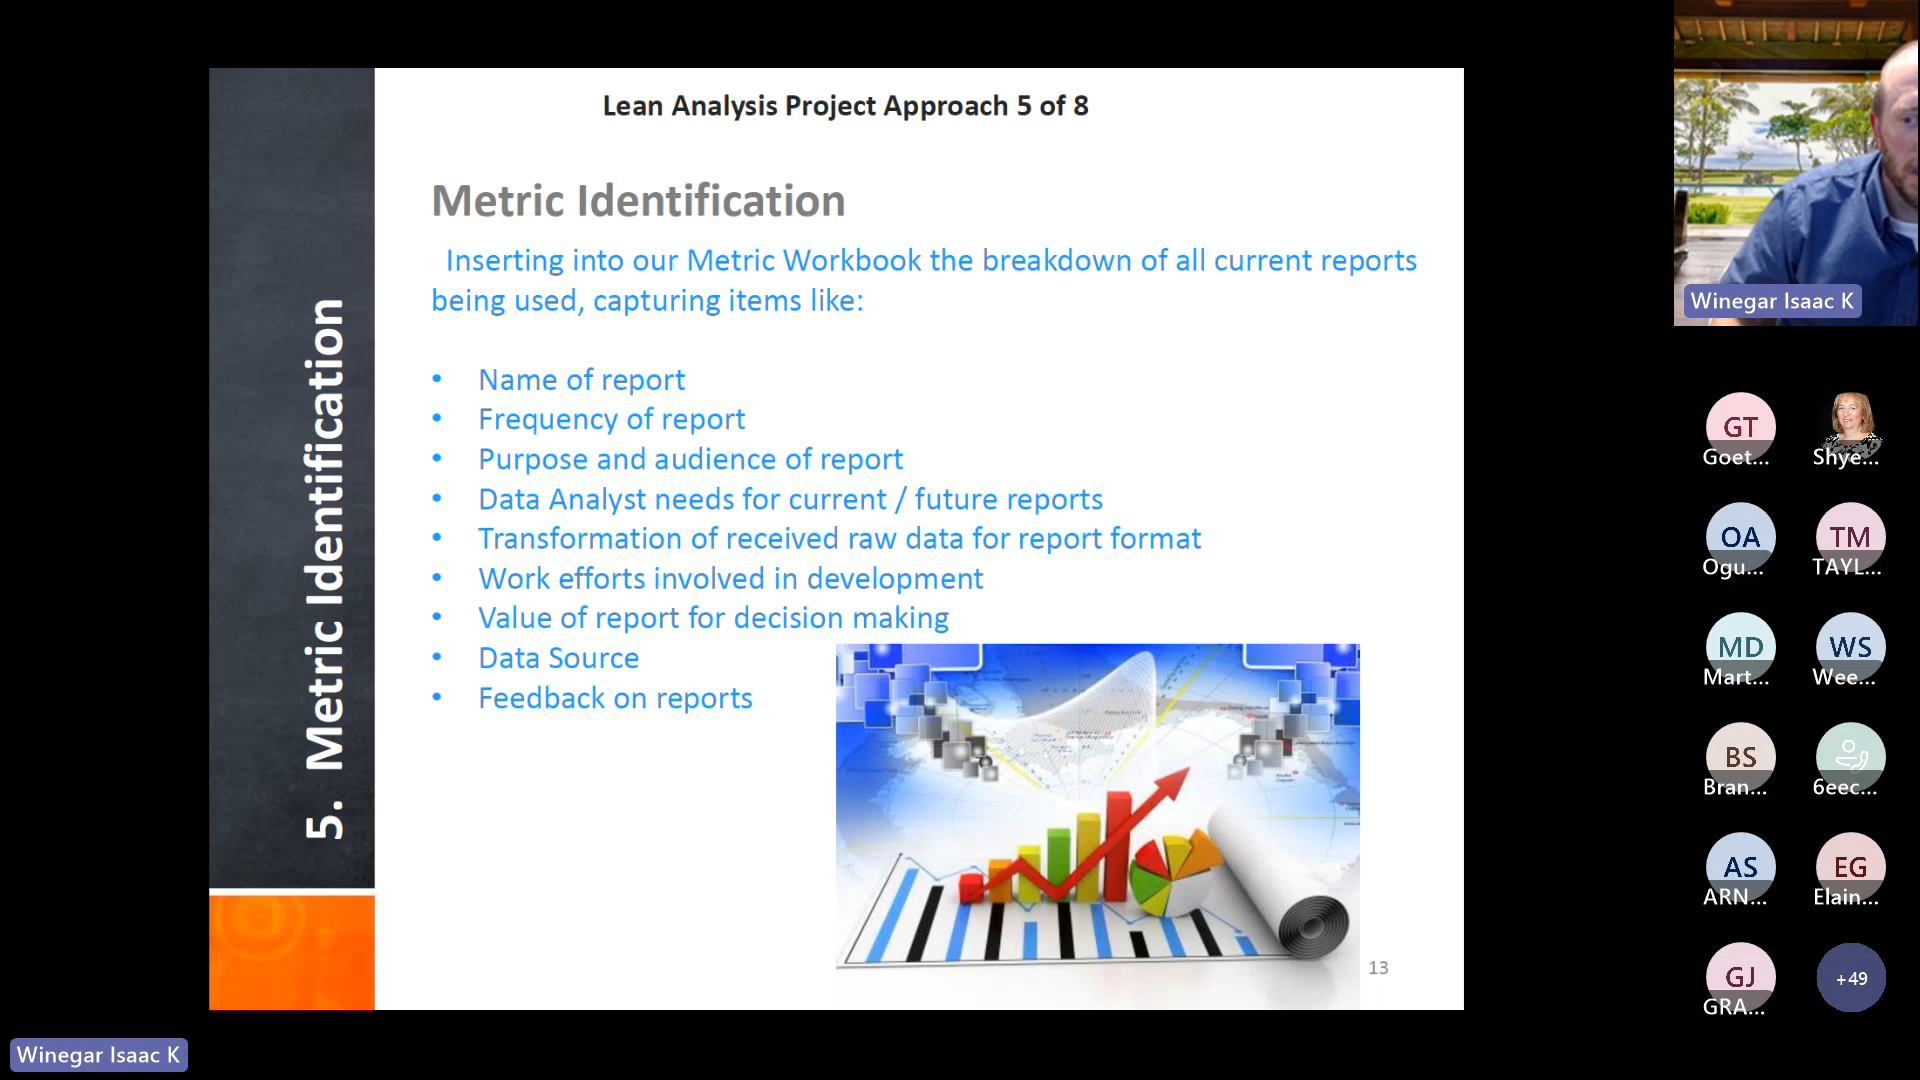 Lean Analysis Project Approach 5 of 8
5. Metric Identification
Metric Identification
Inserting into our Metric Workbook the breakdown of all current reports
being used, capturing items like:
• Name of report
• Frequency of report
• Purpose and audience of report
• Data Analyst needs for current / future reports
• Transformation of received raw data for report format
• Work efforts involved in development
• Value of report for decision making
• Data Source
• Feedback on reports
13
Winegar Isaac K
Winegar Isaac K
GT
Goet...
Shye...
OA
Ogu...
TM
TAYL...
MD
Mart...
WS
Wee...
BS
Bran...
6eec...
AS
ARN...
EG
Elain...
GJ
GRA...
+49